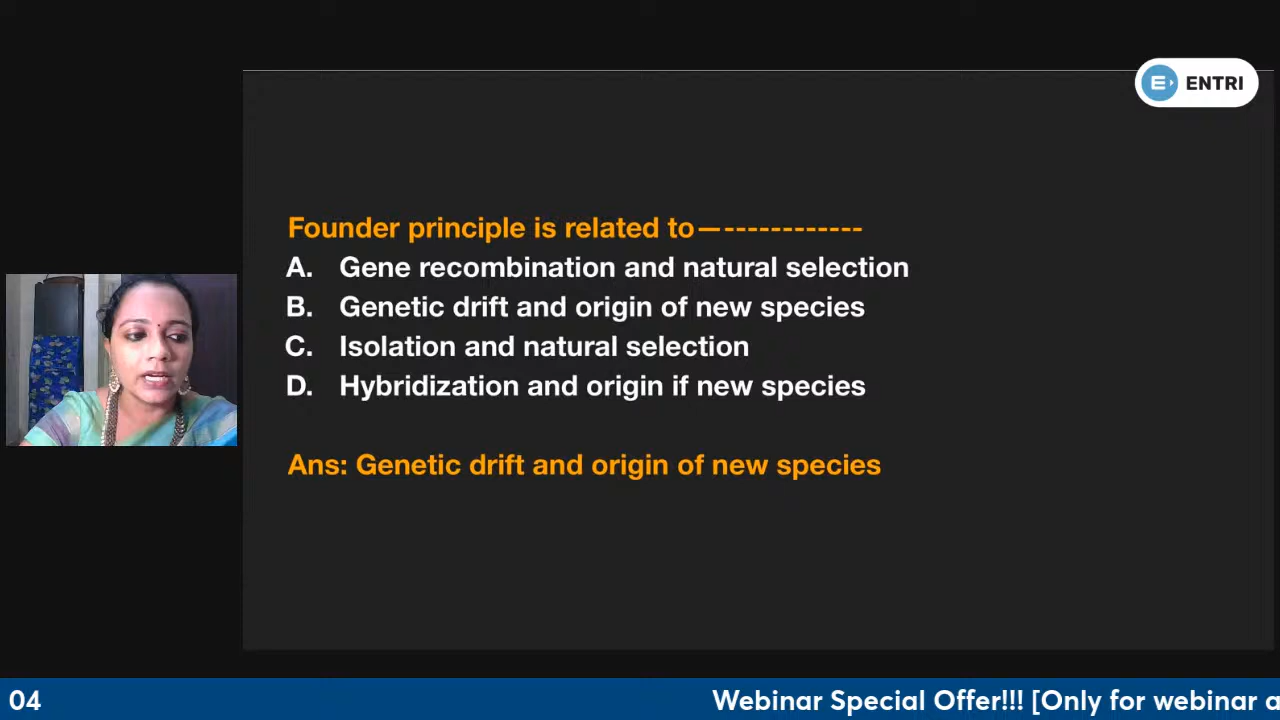 ENTRI
Founder principle is related to—------------
A. Gene recombination and natural selection
B. Genetic drift and origin of new species
C. Isolation and natural selection
D. Hybridization and origin if new species
Ans: Genetic drift and origin of new species
04 Webinar Special Offer!!! [Only for webinar a